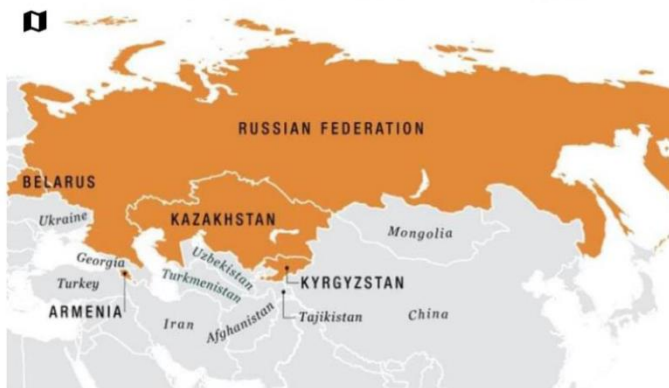 RUSSIAN FEDERATION
BELARUS
Ukraine
KAZAKHSTAN
Mongolia
Georgia
Uzbekistan
Turkey
Turkmenistan
KYRGYZSTAN
ARMENIA
Iran
Afghanistan
Tajikistan
China